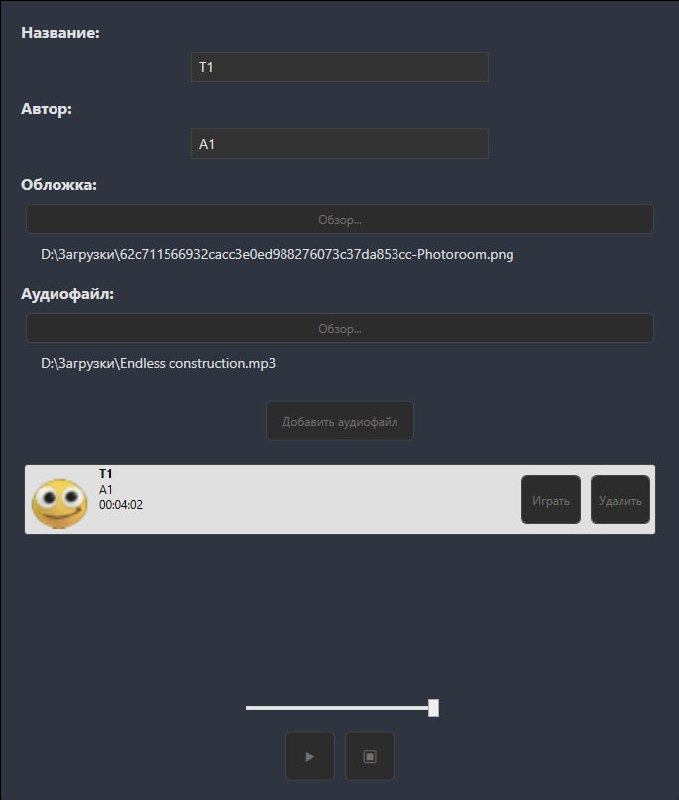 Название:
T1
Автор:
A1
Обложка:
Обзор...
D:\Загрузки\62c711566932cacc3e0ed988276073c37da853cc-Photoroom.png
Аудиофайл:
Обзор...
D:\Загрузки\Endless construction.mp3
Добавить аудиофайл
T1
A1
00:04:02
Играть
Удалить